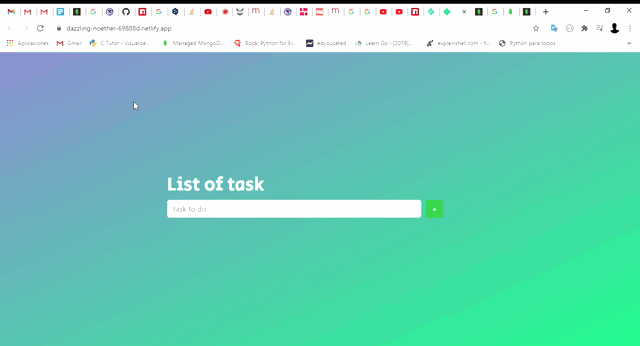 dazzling-noether-69888d.netlify.app
Aplicaciones Gmail C Tutor - Visualize... Managed MongoD... Book: Python for Ev... edyoucated Learn Go - [2019]... explainshell.com - fi... Python para todos
List of task
task to do
+